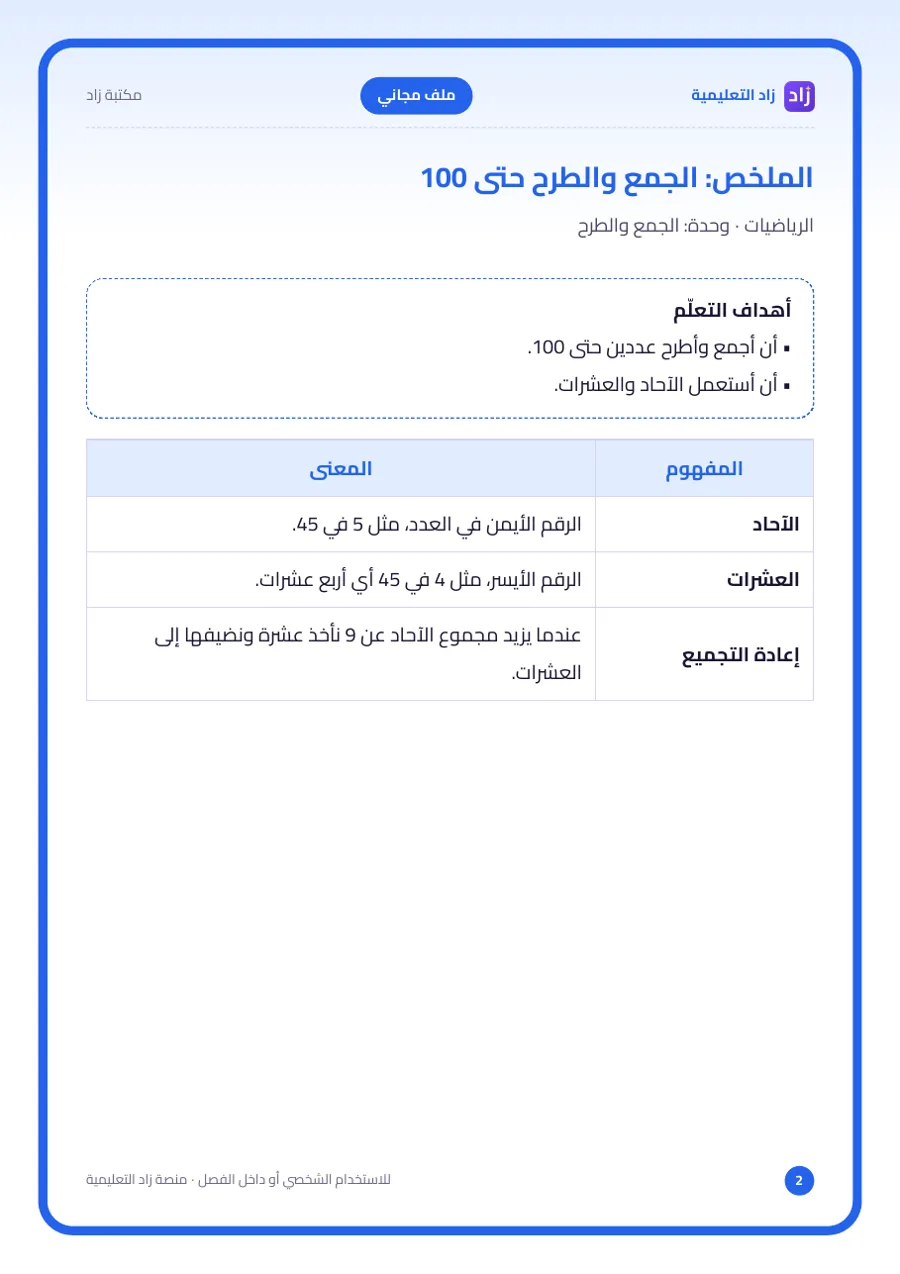 زاد
زاد التعليمية
ملف مجاني
مكتبة زاد
الملخص: الجمع والطرح حتى 100
الرياضيات · وحدة: الجمع والطرح
أهداف التعلّم
▪ أن أجمع وأطرح عددين حتى 100.
▪ أن أستعمل الآحاد والعشرات.
المفهوم
المعنى
الآحاد
الرقم الأيمن في العدد، مثل 5 في 45.
العشرات
الرقم الأيسر، مثل 4 في 45 أي أربع عشرات.
إعادة التجميع
عندما يزيد مجموع الآحاد عن 9 نأخذ عشرة ونضيفها إلى
العشرات.
2
للاستخدام الشخصي أو داخل الفصل · منصة زاد التعليمية